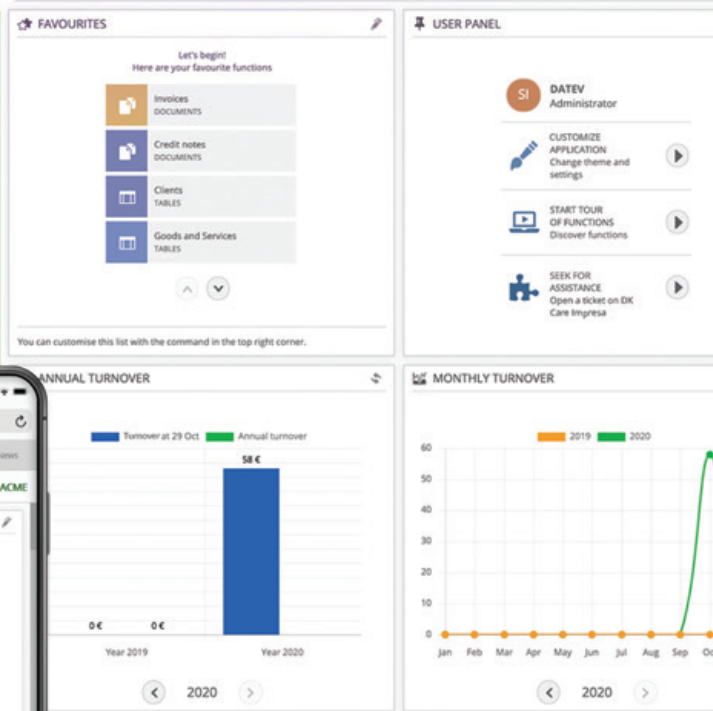 FAVOURITES
Let's begin!
Here are your favourite functions
Invoices
DOCUMENTS
Credit notes
DOCUMENTS
Clients
TABLES
Goods and Services
TABLES
You can customise this list with the command in the top right corner.
USER PANEL
SI
DATEV
Administrator
CUSTOMIZE
APPLICATION
Change theme and
settings
START TOUR
OF FUNCTIONS
Discover functions
SEEK FOR
ASSISTANCE
Open a ticket on DK
Care Impresa
ANNUAL TURNOVER
Turnover at 29 Oct Annual turnover
58 €
0 € 0 €
Year 2019 Year 2020
2020
MONTHLY TURNOVER
2019 2020
60
50
40
30
20
10
0
Jan Feb Mar Apr May Jun Jul Aug Sep Oc
2020
ACME